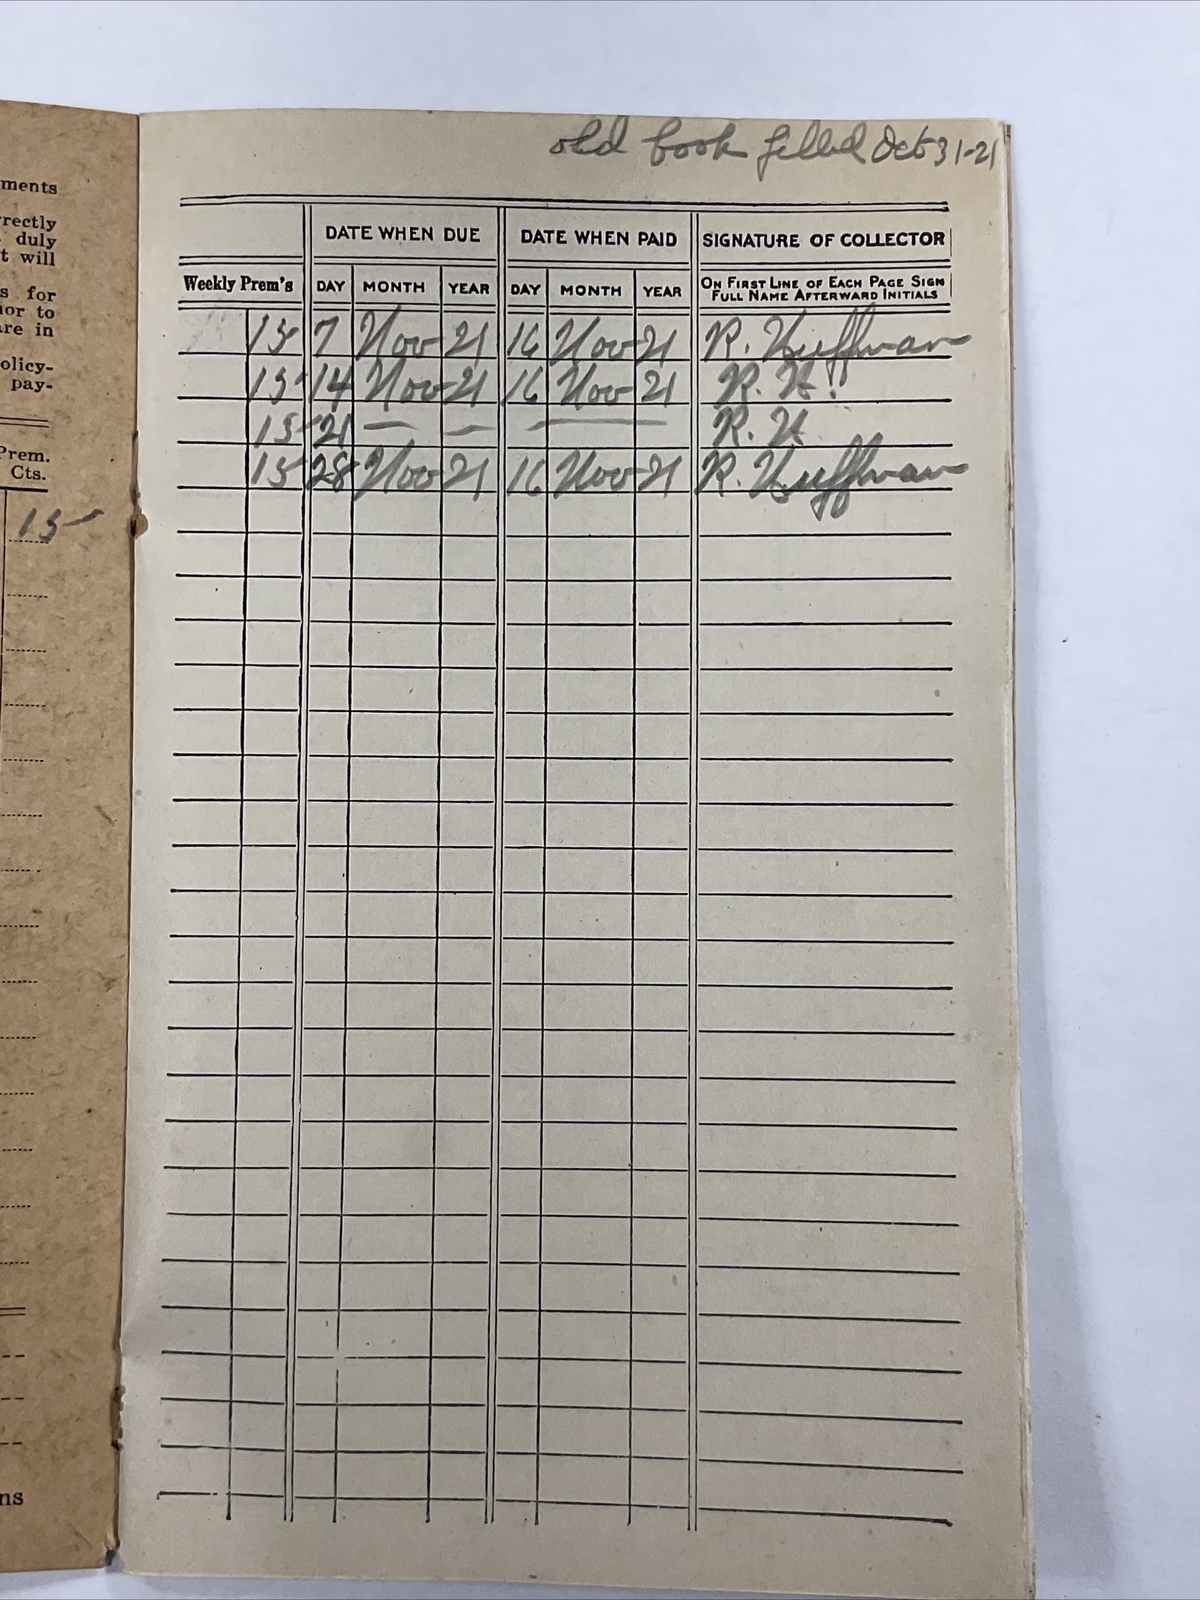 old book filled Oct 31-21
ments
rectly
duly
t will
s for
ior to
are in
olicy-
pay-
Prem.
Cts.
15
ns
DATE WHEN DUE DATE WHEN PAID SIGNATURE OF COLLECTOR
Weekly Prem's DAY MONTH YEAR DAY MONTH YEAR ON FIRST LINE OF EACH PAGE SIGN FULL NAME AFTERWARD INITIALS
15 7 Nov 21 16 Nov 21 R. Huffman
15 14 Nov 21 16 Nov 21 R. H.
15 21 — — — R. H
15 28 Nov 21 16 Nov 21 R. Huffman